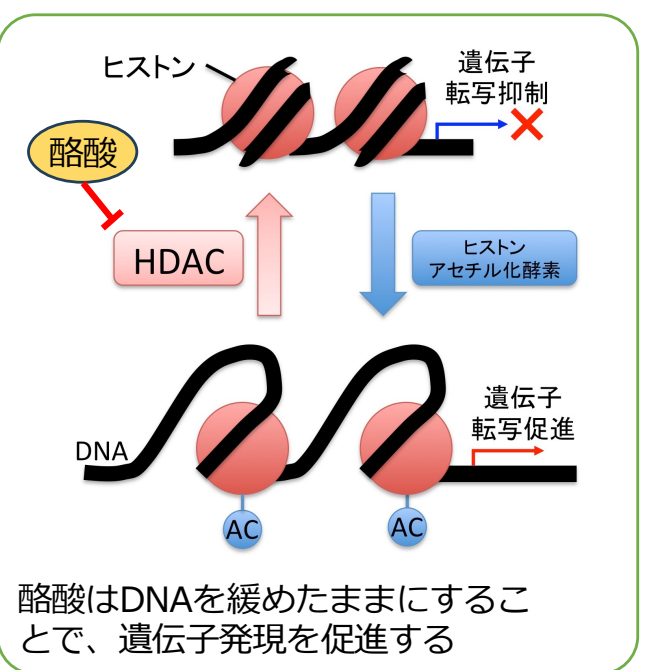 ヒストン
遺伝子
転写抑制
酪酸
HDAC
ヒストン
アセチル化酵素
遺伝子
転写促進
DNA
AC
AC
酪酸はDNAを緩めたままにするこ
とで、遺伝子発現を促進する